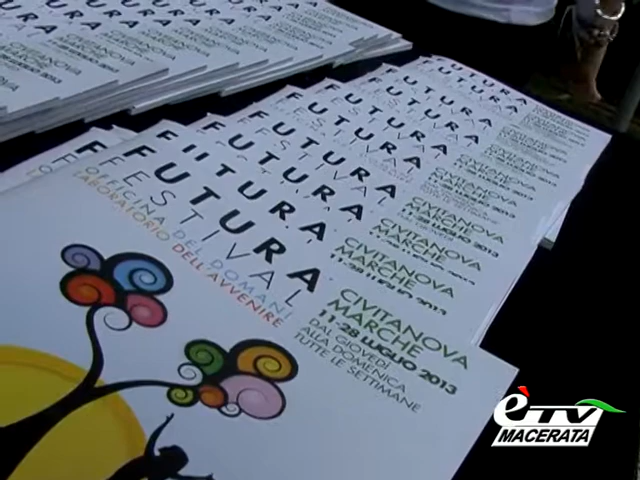 FUTURA
FESTIVAL
OFFICINA DEL DOMANI
LABORATORIO DELL'AVVENIRE
CIVITANOVA
MARCHE
11-28 LUGLIO 2013
DAL GIOVEDÌ
ALLA DOMENICA
TUTTE LE SETTIMANE
èTV
MACERATA